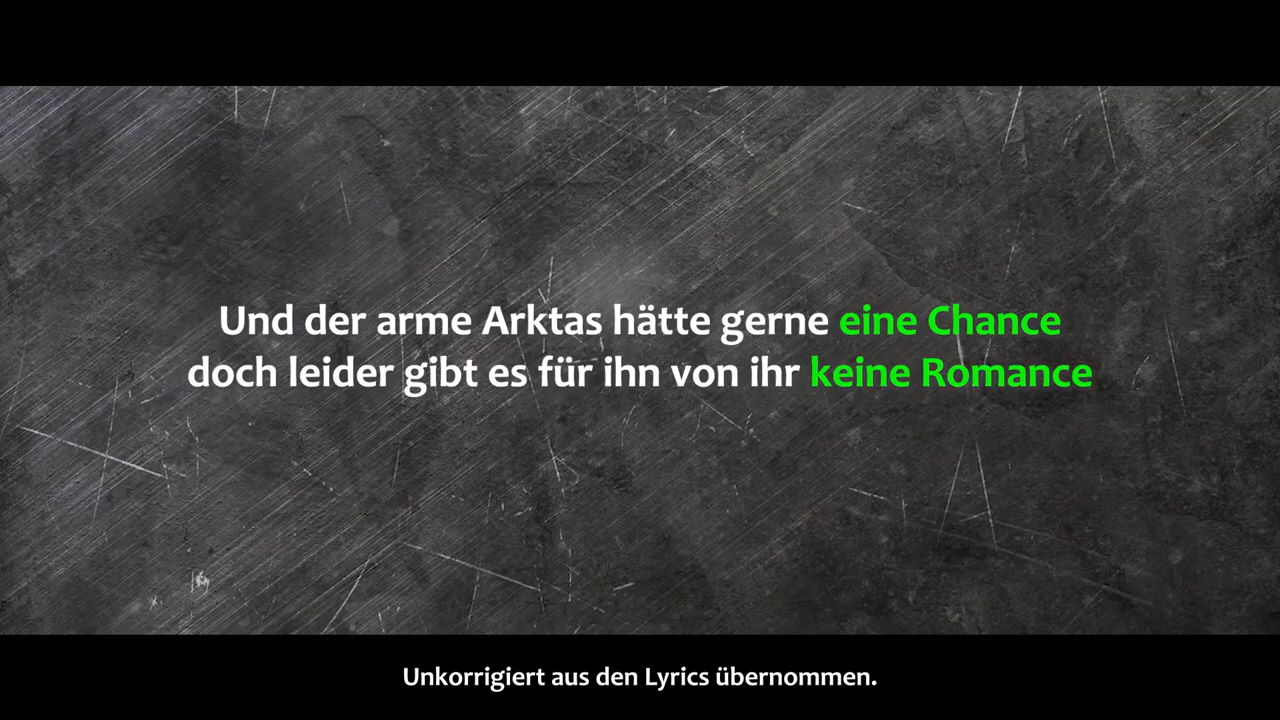 Und der arme Arktas hätte gerne eine Chance
doch leider gibt es für ihn von ihr keine Romance
Unkorrigiert aus den Lyrics übernommen.